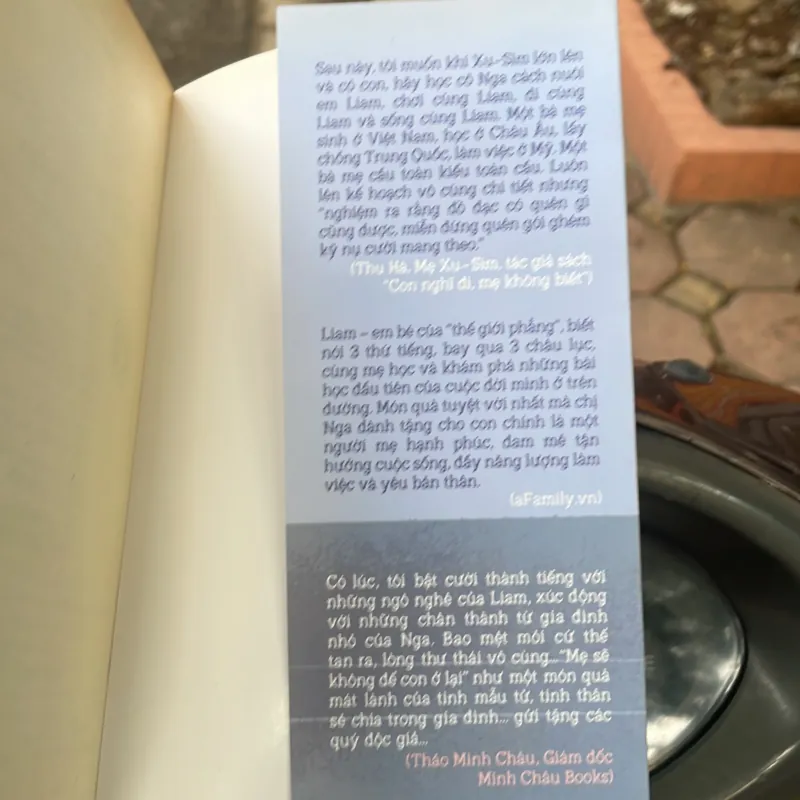 Sau này, tôi muốn khi Xu-Sim lớn lên
và có con, hãy học cô Nga cách nuôi
em Liam, chơi cùng Liam, đi cùng
Liam và sống cùng Liam. Một bà mẹ
sinh ở Việt Nam, học ở Châu Âu, lấy
chồng Trung Quốc, làm việc ở Mỹ. Một
bà mẹ cầu toàn kiểu toàn cầu. Luôn
lên kế hoạch vô cùng chi tiết nhưng
"nghiệm ra rằng đồ đạc có quên gì
cũng được, miễn đừng quên gói ghém
kỹ nụ cười mang theo."
(Thu Hà, Mẹ Xu-Sim, tác giả sách
"Con nghĩ đi, mẹ không biết")
Liam – em bé của "thế giới phẳng", biết
nói 3 thứ tiếng, bay qua 3 châu lục,
cùng mẹ học và khám phá những bài
học đầu tiên của cuộc đời mình ở trên
đường. Món quà tuyệt vời nhất mà chị
Nga dành tặng cho con chính là một
người mẹ hạnh phúc, đam mê tận
hưởng cuộc sống, đầy năng lượng làm
việc và yêu bản thân.
(aFamily.vn)
Có lúc, tôi bật cười thành tiếng với
những ngô nghê của Liam, xúc động
với những chân thành từ gia đình
nhỏ của Nga. Bao mệt mỏi cứ thế
tan ra, lòng thư thái vô cùng..."Mẹ sẽ
không để con ở lại" như một món quà
mát lành của tình mẫu tử, tinh thần
sẻ chia trong gia đình... gửi tặng các
quý độc giả...
(Thảo Minh Châu, Giám đốc
Minh Châu Books)